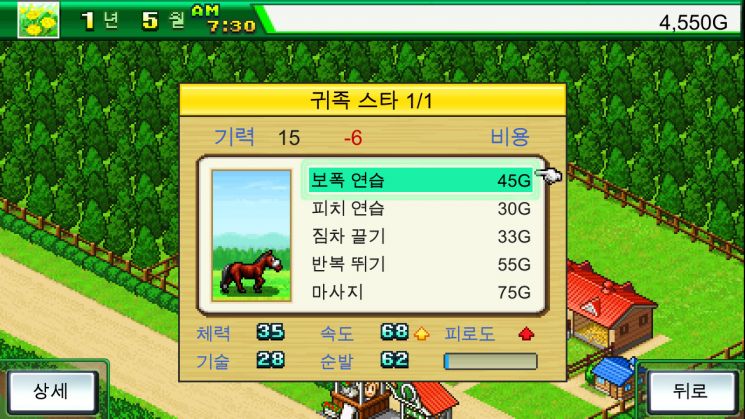 1 년 5 월 AM 7:30 4,550G
귀족 스타 1/1
기력 15 -6 비용
보폭 연습 45G
피치 연습 30G
짐차 끌기 33G
반복 뛰기 55G
마사지 75G
체력 35 속도 68 피로도
기술 28 순발 62
상세 뒤로